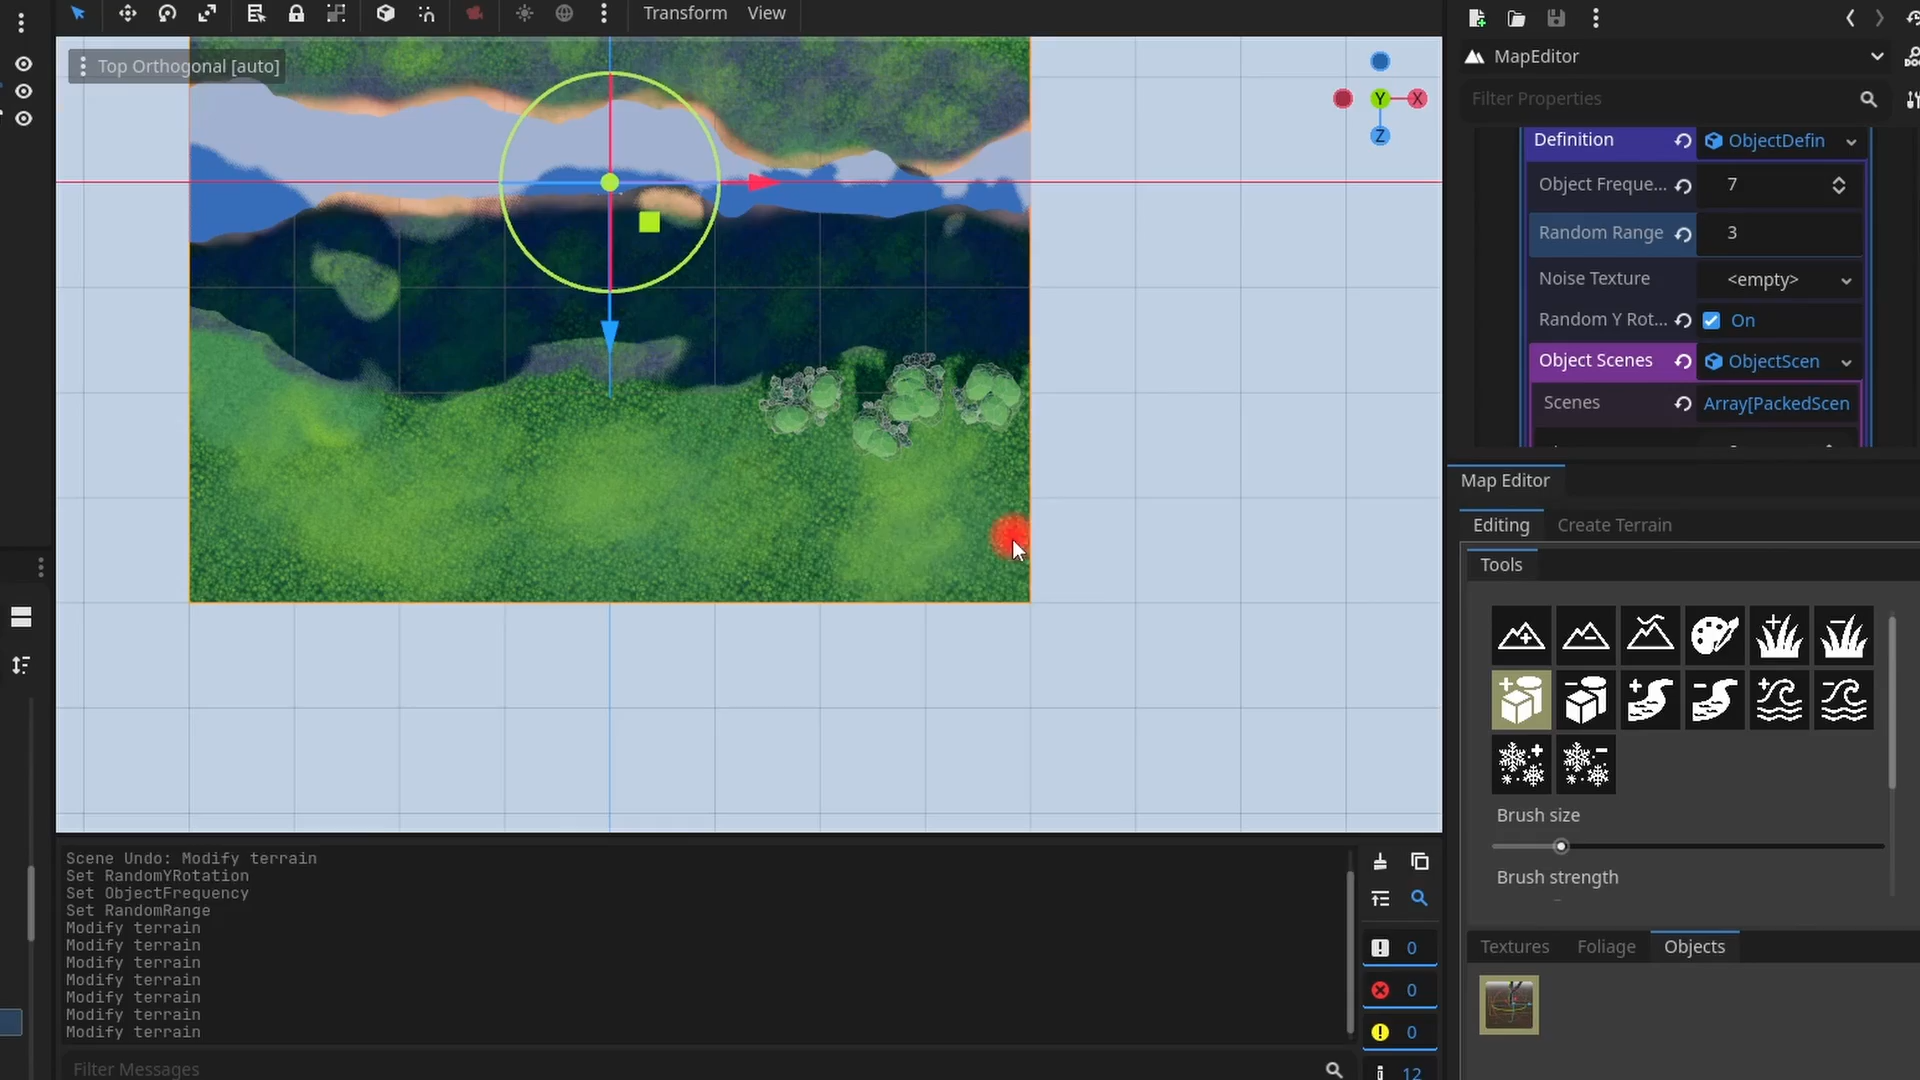 Transform View
Top Orthogonal [auto]
Y X
Z
MapEditor
Filter Properties
Definition ObjectDefin
Object Freque... 7
Random Range 3
Noise Texture <empty>
Random Y Rot... On
Object Scenes ObjectScen
Scenes Array[PackedScen
Map Editor
Editing Create Terrain
Tools
Brush size
Brush strength
Textures Foliage Objects
Scene Undo: Modify terrain
Set RandomYRotation
Set ObjectFrequency
Set RandomRange
Modify terrain
Modify terrain
Modify terrain
Modify terrain
Modify terrain
Modify terrain
Modify terrain
0
0
0
12
Filter Messages